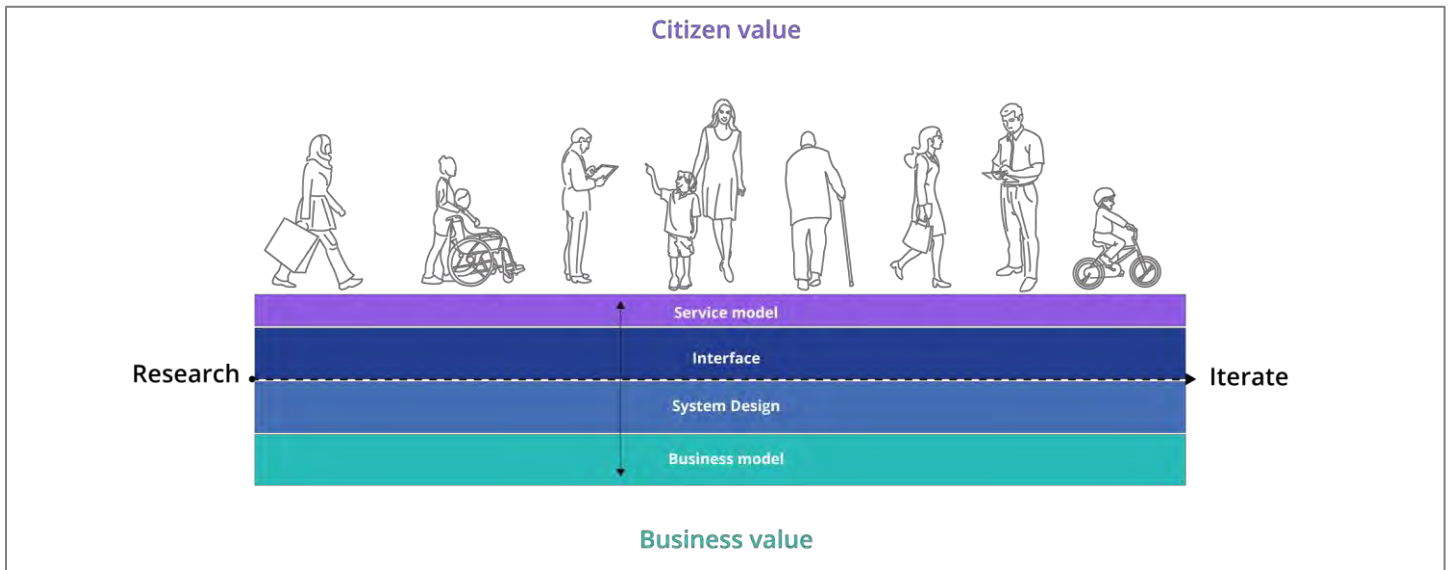 Citizen value
Service model
Interface
Research
Iterate
System Design
Business model
Business value